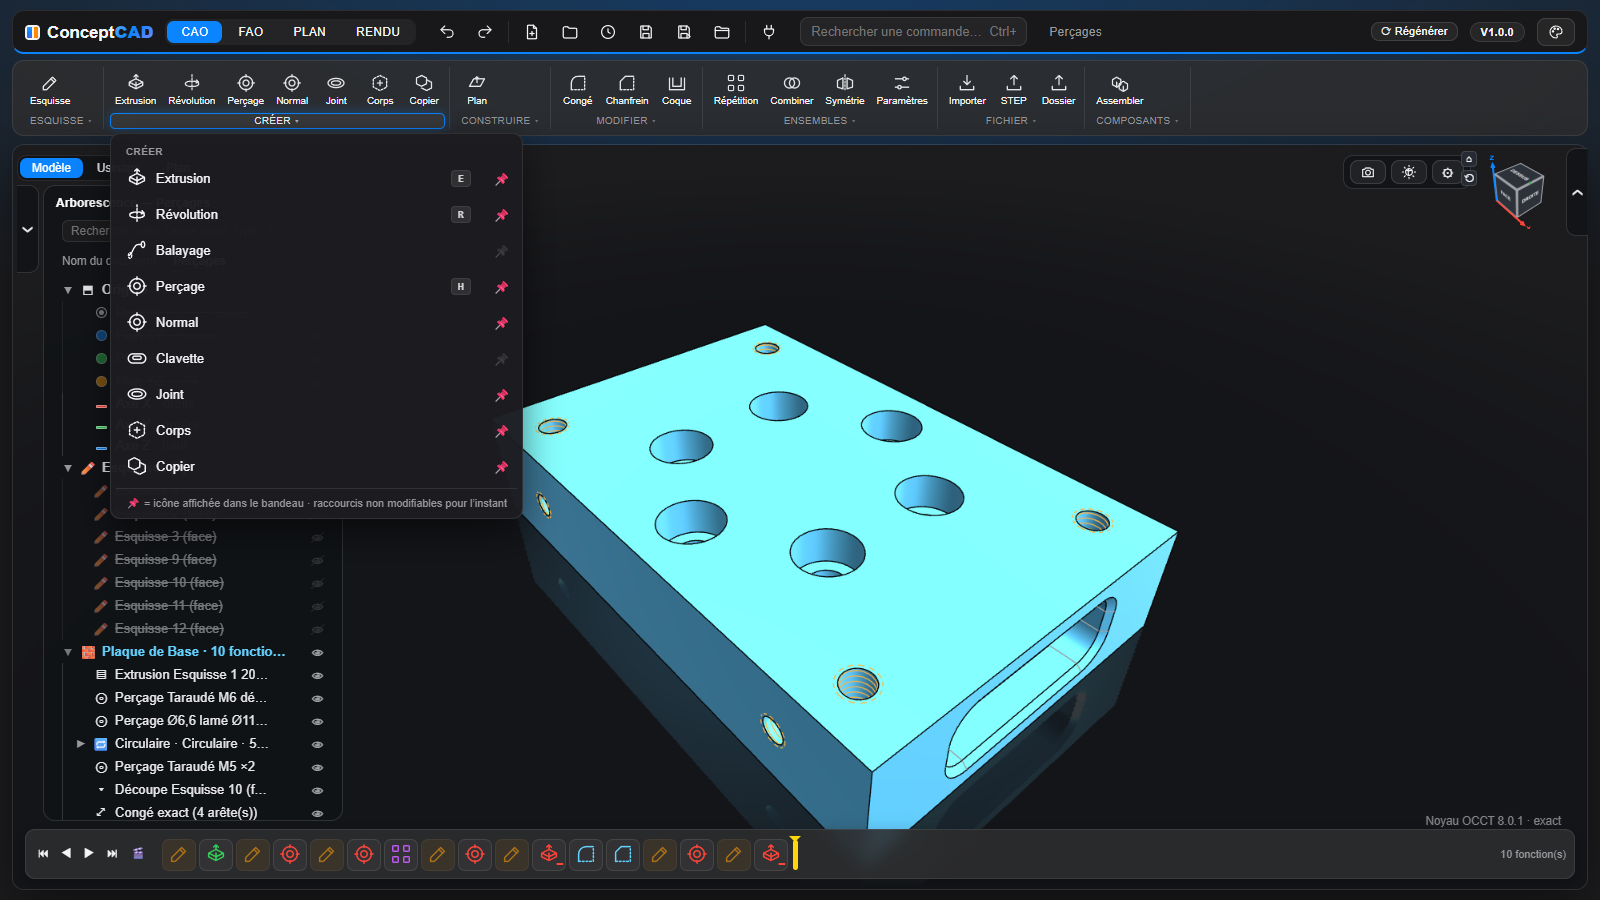 ConceptCAD
CAO FAO PLAN RENDU
Rechercher une commande... Ctrl+
Perçages
Régénérer
V1.0.0
Esquisse
ESQUISSE
Extrusion Révolution Perçage Normal Joint Corps Copier
CRÉER
Plan
CONSTRUIRE
Congé Chanfrein Coque
MODIFIER
Répétition Combiner Symétrie Paramètres
ENSEMBLES
Importer STEP Dossier
FICHIER
Assembler
COMPOSANTS
Modèle
CRÉER
Extrusion E
Révolution R
Balayage
Perçage H
Normal
Clavette
Joint
Corps
Copier
= icône affichée dans le bandeau · raccourcis non modifiables pour l'instant
Esquisse 3 (face)
Esquisse 9 (face)
Esquisse 10 (face)
Esquisse 11 (face)
Esquisse 12 (face)
Plaque de Base · 10 fonctio...
Extrusion Esquisse 1 20...
Perçage Taraudé M6 dé...
Perçage Ø6,6 lamé Ø11...
Circulaire · Circulaire · 5...
Perçage Taraudé M5 ×2
Découpe Esquisse 10 (f...
Congé exact (4 arête(s))
Noyau OCCT 8.0.1 · exact
10 fonction(s)